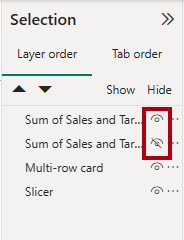 Selection
Layer order Tab order
Show Hide
Sum of Sales and Tar...
Sum of Sales and Tar...
Multi-row card
Slicer